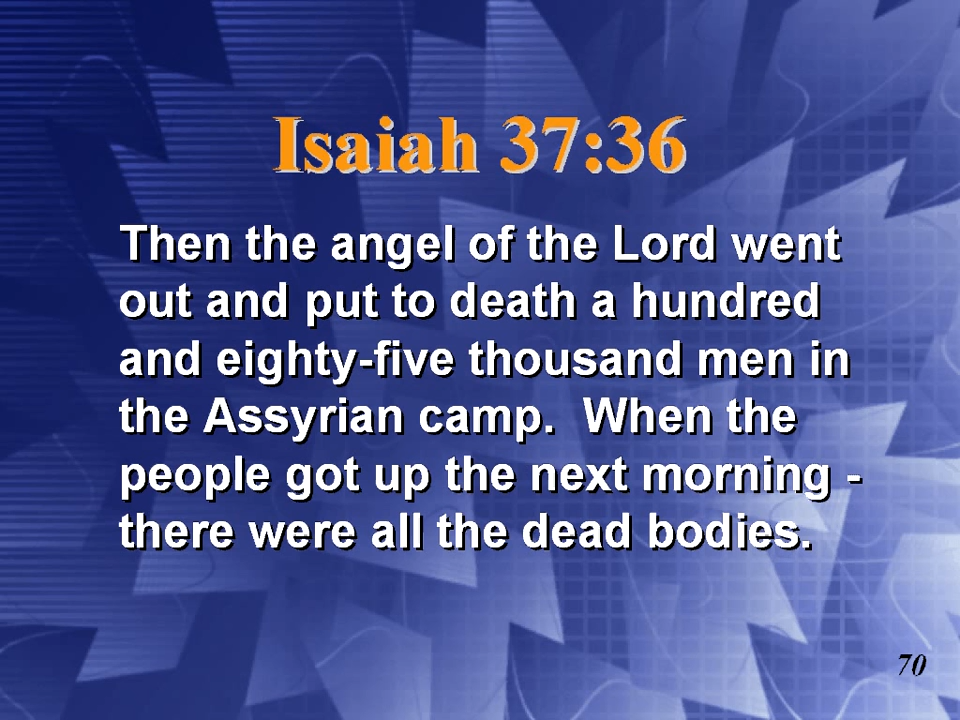 Isaiah 37:36
Then the angel of the Lord went
out and put to death a hundred
and eighty-five thousand men in
the Assyrian camp.  When the
people got up the next morning -
there were all the dead bodies.
70